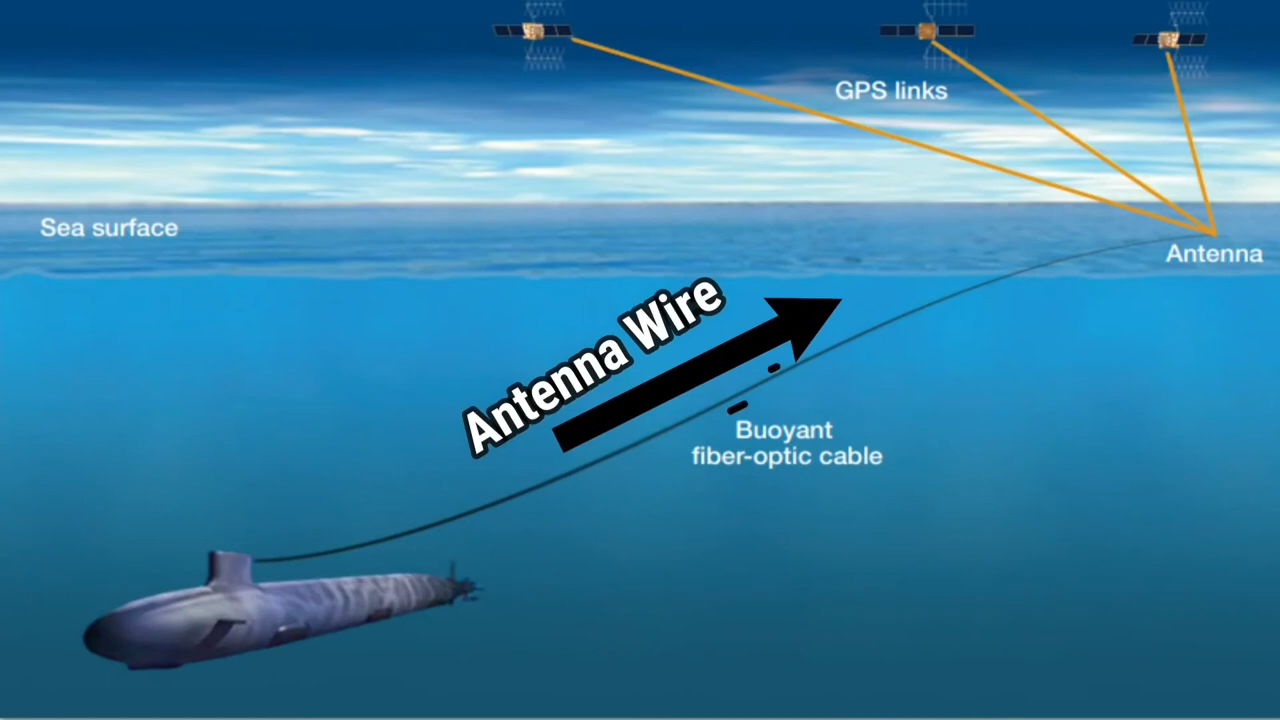 GPS links
Sea surface
Antenna
Antenna Wire
Buoyant
fiber-optic cable